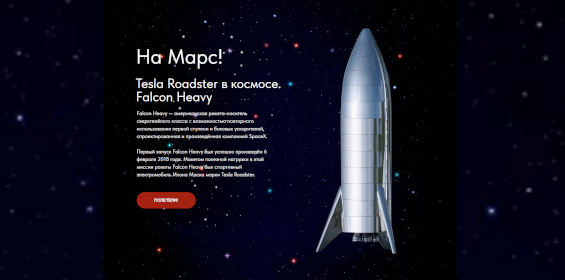 На Марс!
Tesla Roadster в космосе.
Falcon Heavy
Falcon Heavy — американская ракета-носитель
сверхтяжёлого класса с возможностью повторного
использования первой ступени и боковых ускорителей,
спроектированная и произведённая компанией SpaceX.
Первый запуск Falcon Heavy был успешно произведён 6
февраля 2018 года. Макетом полезной нагрузки в этой
миссии ракеты Falcon Heavy был спортивный
электромобиль Илона Маска марки Tesla Roadster.
ПОЛЕТЕЛИ!